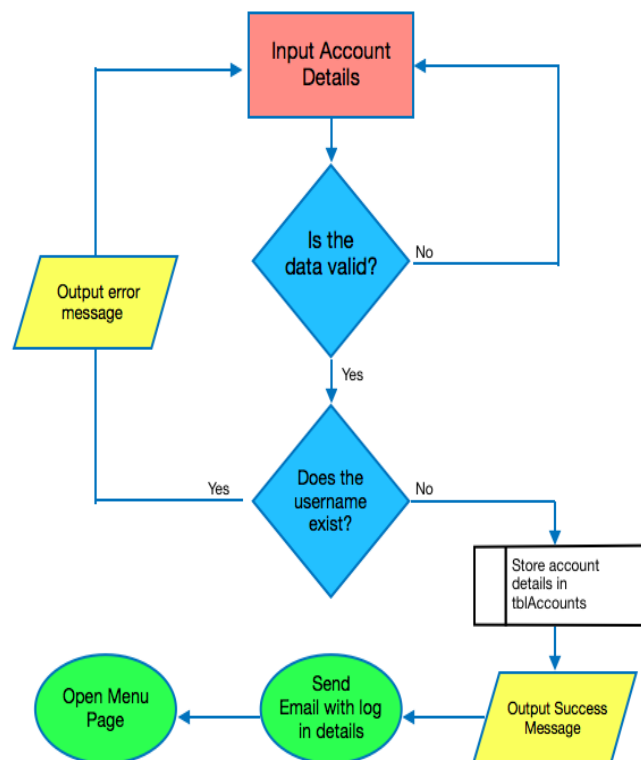 Input Account
Details
Is the
data valid?
No
Output error
message
Yes
Does the
username
exist?
Yes
No
Store account
details in
tblAccounts
Output Success
Message
Send
Email with log
in details
Open Menu
Page